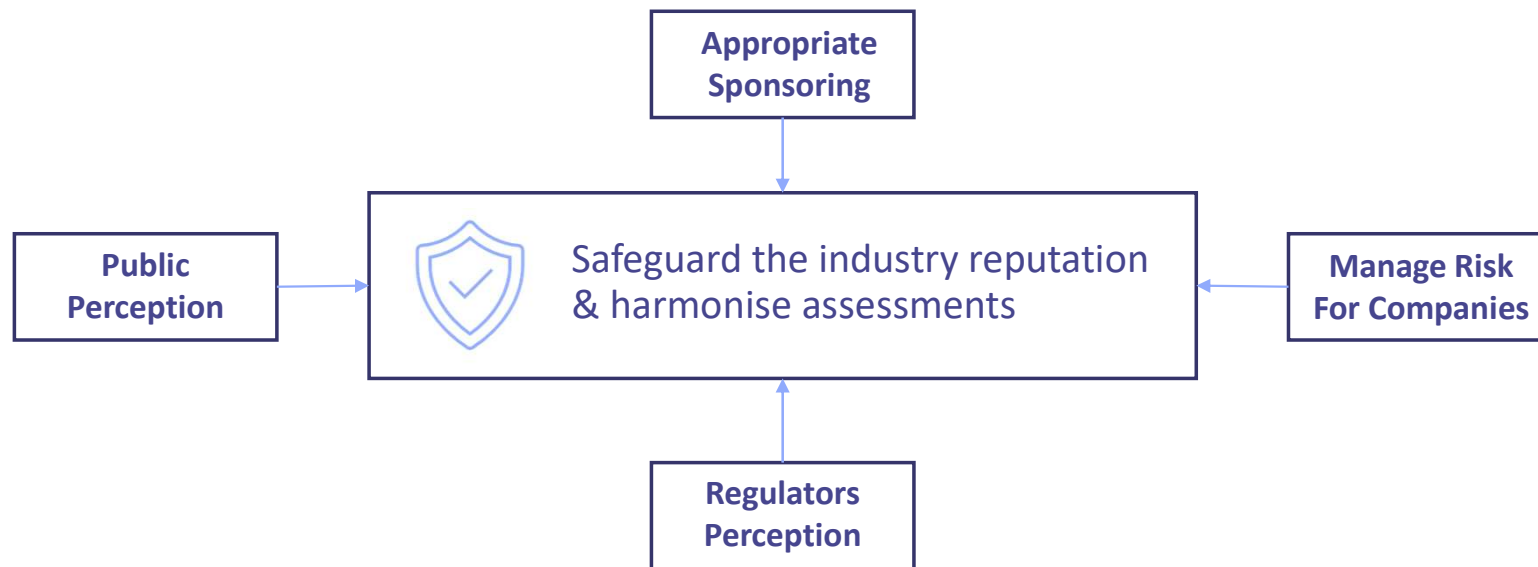 Appropriate
Sponsoring
Public
Perception
Safeguard the industry reputation
& harmonise assessments
Manage Risk
For Companies
Regulators
Perception